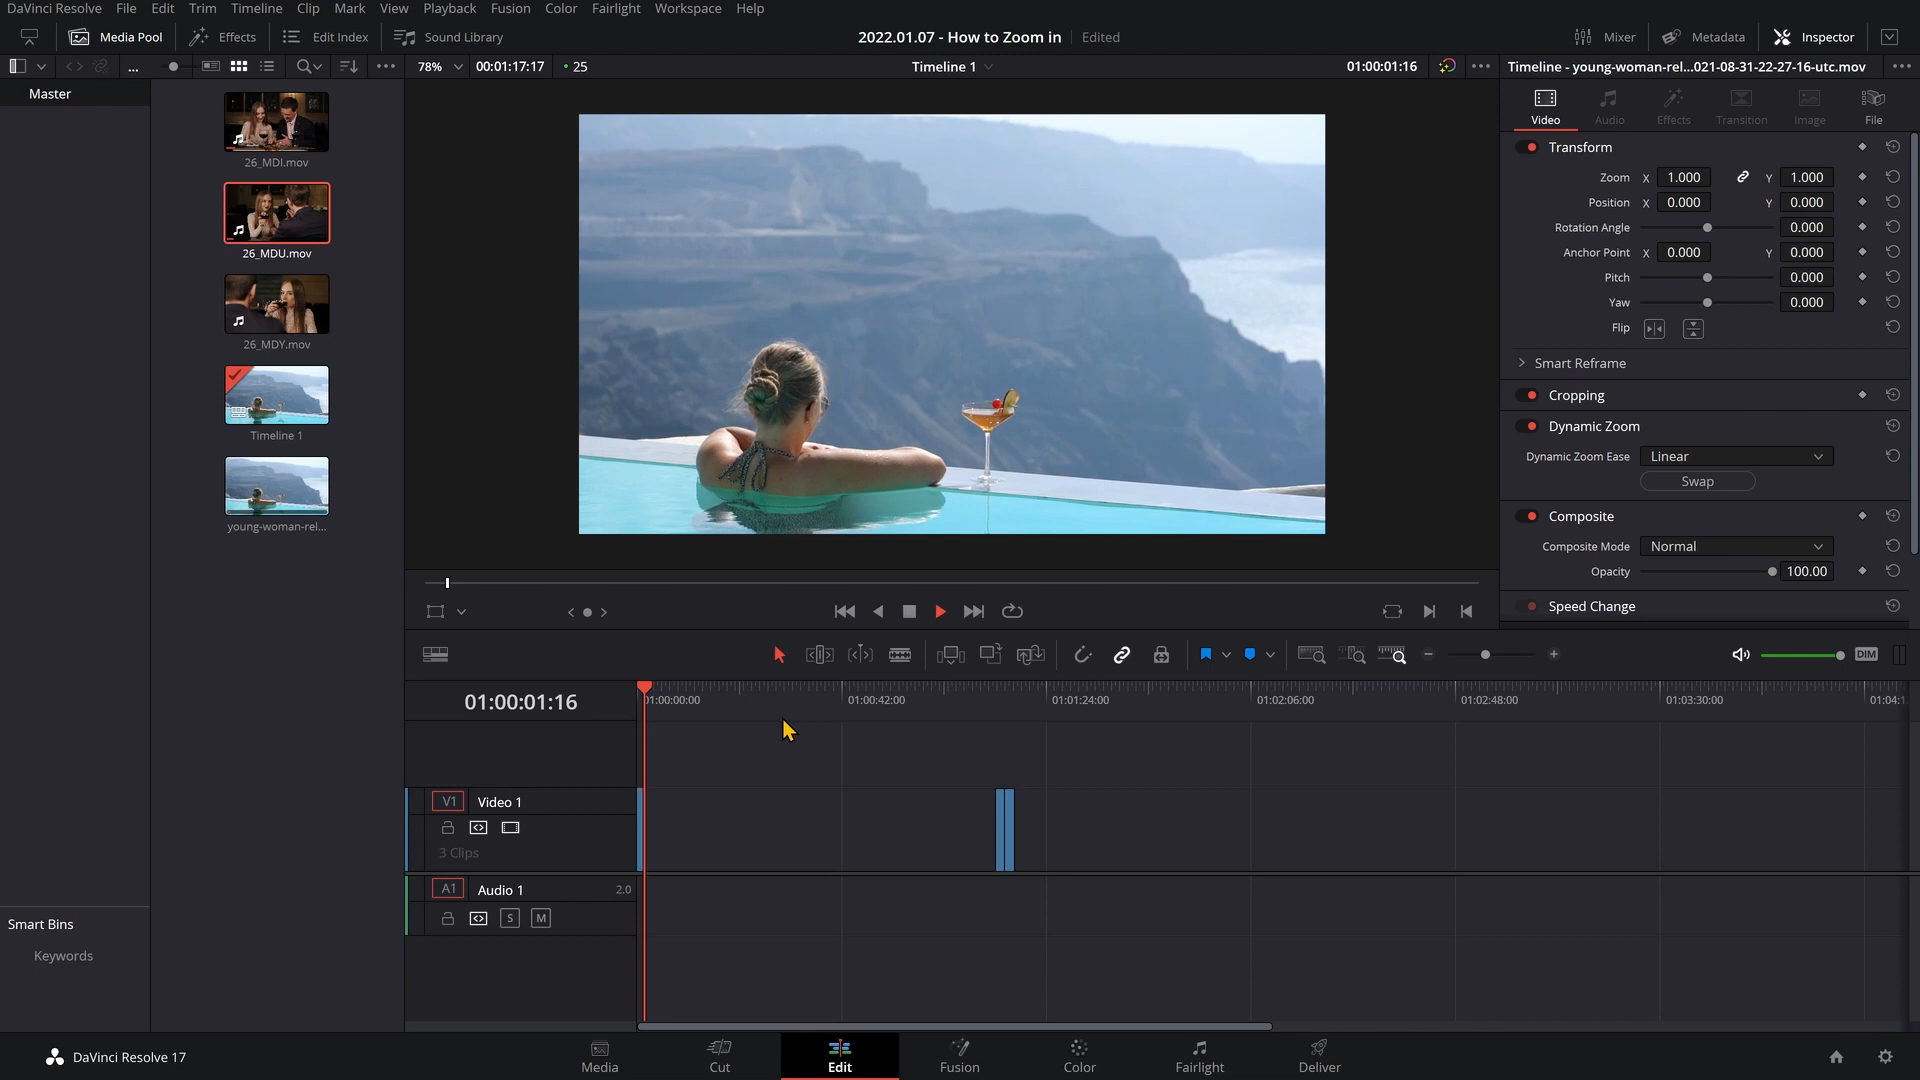 DaVinci Resolve File Edit Trim Timeline Clip Mark View Playback Fusion Color Fairlight Workspace Help
Media Pool Effects Edit Index Sound Library 2022.01.07 - How to Zoom in Edited Mixer Metadata Inspector
... 78% 00:01:17:17 25 Timeline 1 01:00:01:16 Timeline - young-woman-rel...021-08-31-22-27-16-utc.mov
Master
26_MDI.mov
26_MDU.mov
26_MDY.mov
Timeline 1
young-woman-rel...
Smart Bins
Keywords
Video Audio Effects Transition Image File
Transform
Zoom X 1.000 Y 1.000
Position X 0.000 Y 0.000
Rotation Angle 0.000
Anchor Point X 0.000 Y 0.000
Pitch 0.000
Yaw 0.000
Flip
Smart Reframe
Cropping
Dynamic Zoom
Dynamic Zoom Ease Linear
Swap
Composite
Composite Mode Normal
Opacity 100.00
Speed Change
DIM
01:00:01:16 01:00:00:00 01:00:42:00 01:01:24:00 01:02:06:00 01:02:48:00 01:03:30:00 01:04:1
V1 Video 1
3 Clips
A1 Audio 1 2.0
S M
DaVinci Resolve 17 Media Cut Edit Fusion Color Fairlight Deliver